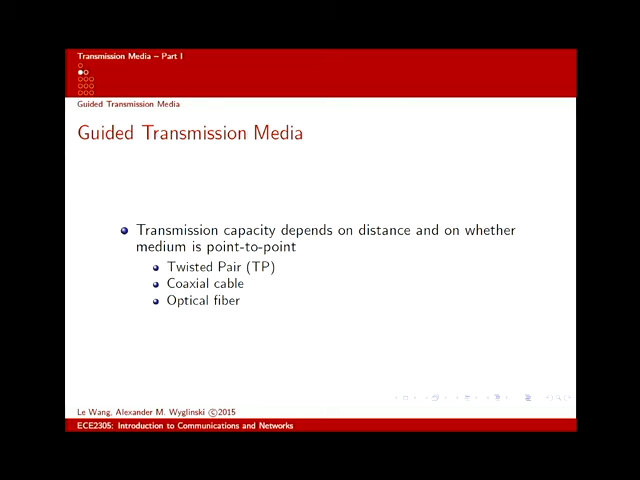 Transmission Media – Part I
Guided Transmission Media
Guided Transmission Media
Transmission capacity depends on distance and on whether
medium is point-to-point
Twisted Pair (TP)
Coaxial cable
Optical fiber
Le Wang, Alexander M. Wyglinski ©2015
ECE2305: Introduction to Communications and Networks